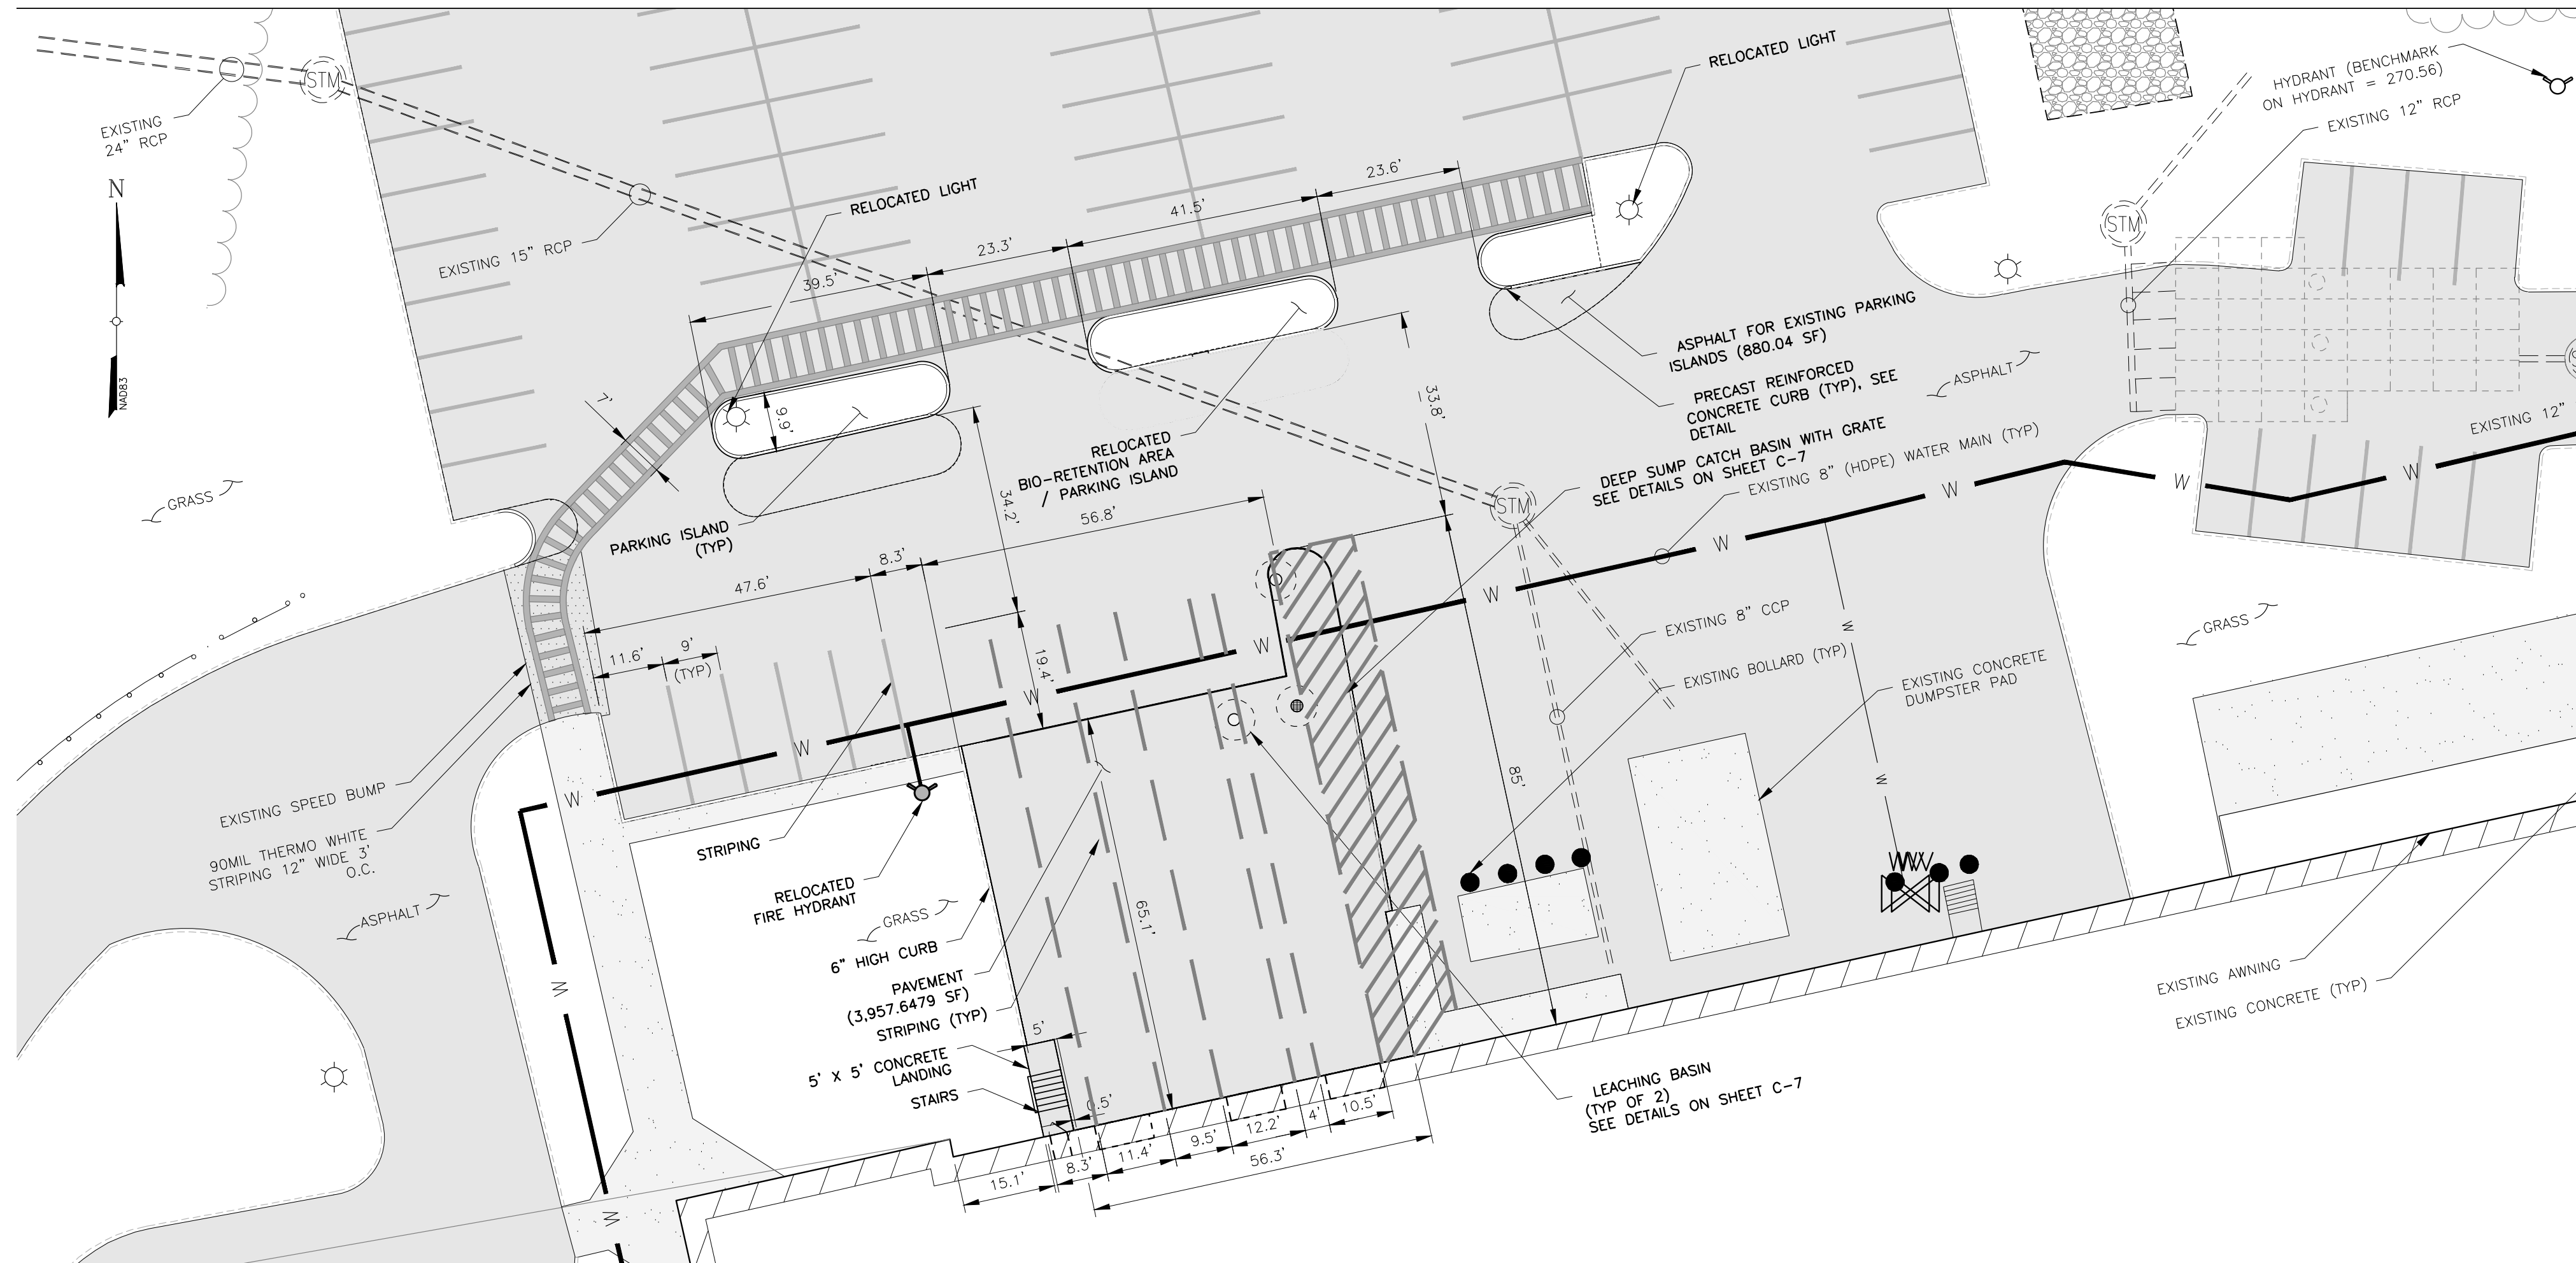 RELOCATED LIGHT
HYDRANT (BENCHMARK
ON HYDRANT = 270.56)
EXISTING 12" RCP
STM
EXISTING
24" RCP
N
NAD83
RELOCATED LIGHT
EXISTING 15" RCP
39.5'
23.3'
41.5'
23.6'
STM
7'
9.9'
ASPHALT FOR EXISTING PARKING
ISLANDS (880.04 SF)
PRECAST REINFORCED
CONCRETE CURB (TYP), SEE
DETAIL
ASPHALT
DEEP SUMP CATCH BASIN WITH GRATE
SEE DETAILS ON SHEET C-7
EXISTING 8" (HDPE) WATER MAIN (TYP)
EXISTING 12"
33.8'
RELOCATED
BIO-RETENTION AREA
/ PARKING ISLAND
GRASS
PARKING ISLAND
(TYP)
34.2'
56.8'
STM
W
W
W
W
W
47.6'
8.3'
11.6'
9'
(TYP)
19.4'
W
W
W
W
W
W
W
EXISTING 8" CCP
EXISTING BOLLARD (TYP)
EXISTING CONCRETE
DUMPSTER PAD
GRASS
EXISTING SPEED BUMP
90MIL THERMO WHITE
STRIPING 12" WIDE 3'
O.C.
STRIPING
85'
RELOCATED
FIRE HYDRANT
ASPHALT
GRASS
6" HIGH CURB
65.1'
PAVEMENT
(3,957.6479 SF)
STRIPING (TYP)
W
5'
5' X 5' CONCRETE
LANDING
STAIRS
0.5'
EXISTING AWNING
EXISTING CONCRETE (TYP)
LEACHING BASIN
(TYP OF 2)
SEE DETAILS ON SHEET C-7
15.1'
8.3'
11.4'
9.5'
12.2'
4'
10.5'
56.3'
W